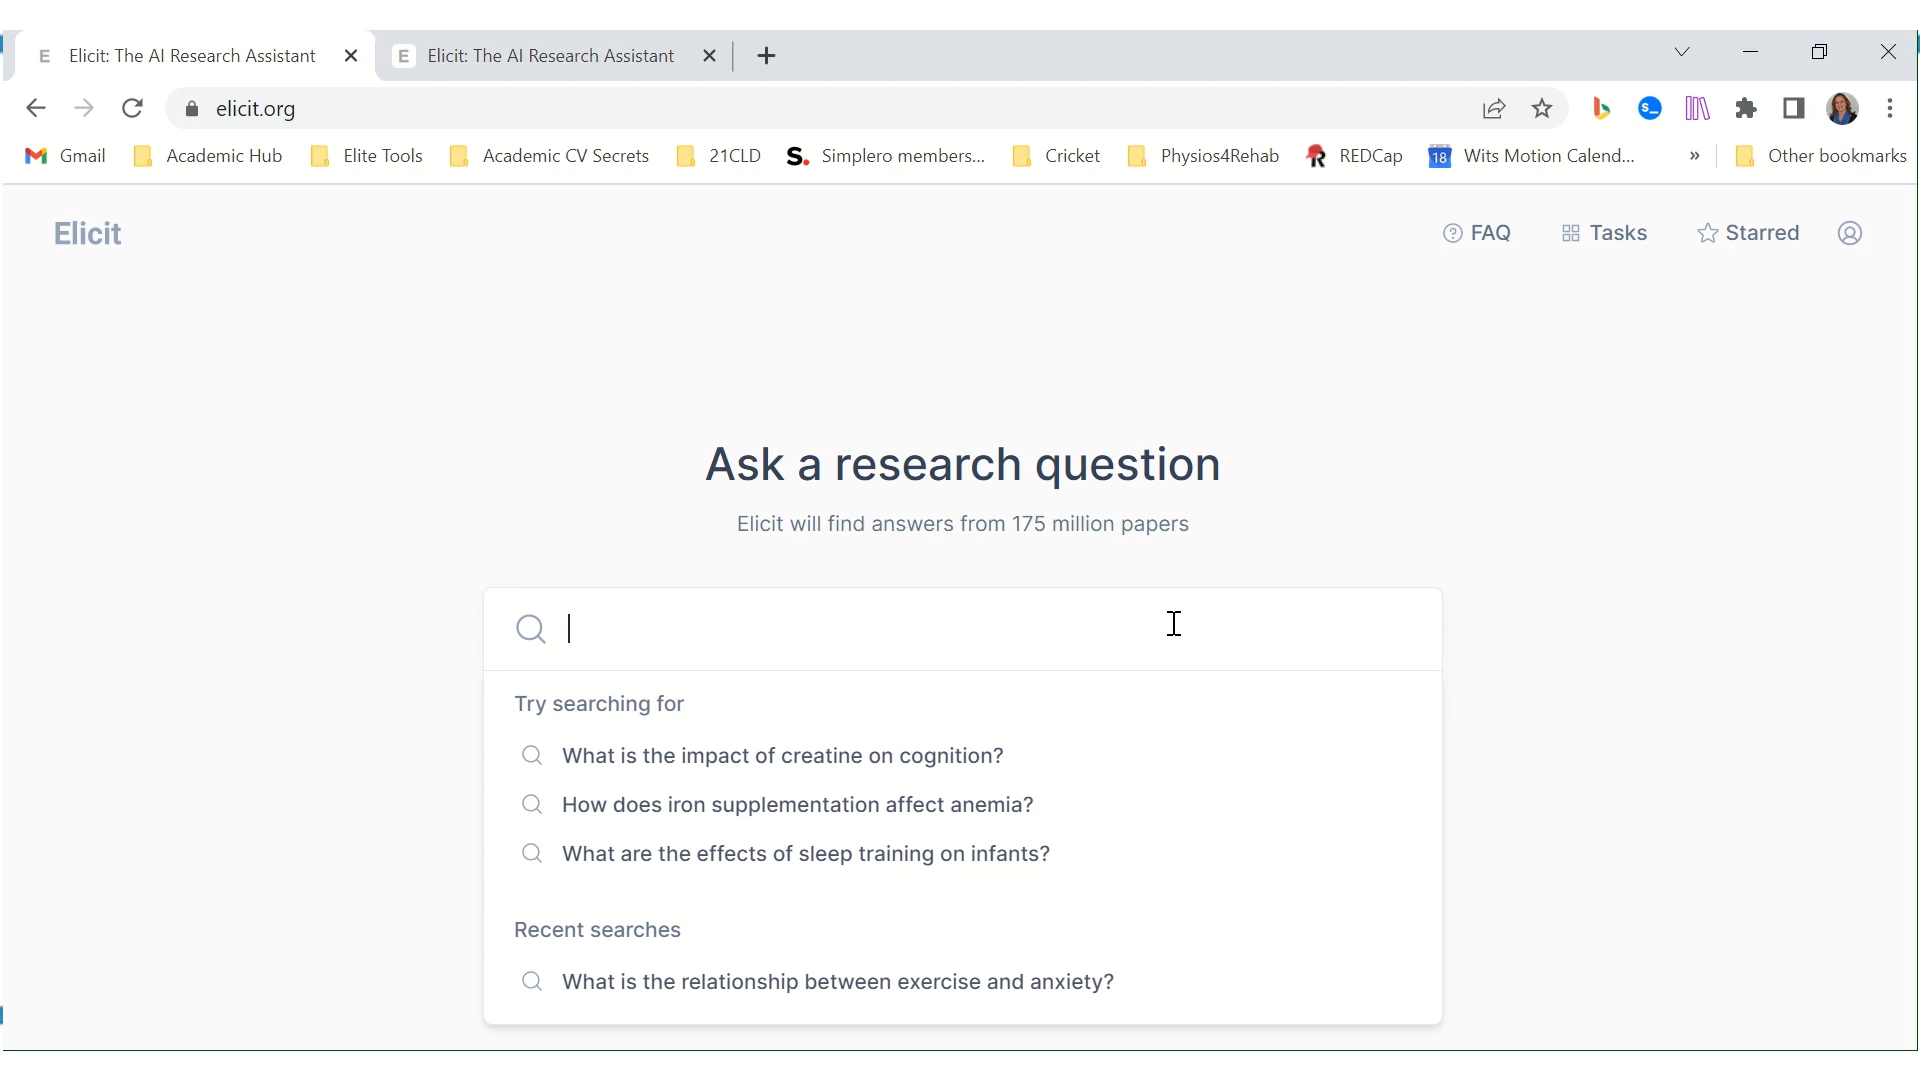 E Elicit: The AI Research Assistant E Elicit: The AI Research Assistant
elicit.org
Gmail Academic Hub Elite Tools Academic CV Secrets 21CLD S. Simplero members... Cricket Physios4Rehab REDCap 18 Wits Motion Calend... » Other bookmarks
Elicit FAQ Tasks Starred
Ask a research question
Elicit will find answers from 175 million papers
Try searching for
What is the impact of creatine on cognition?
How does iron supplementation affect anemia?
What are the effects of sleep training on infants?
Recent searches
What is the relationship between exercise and anxiety?